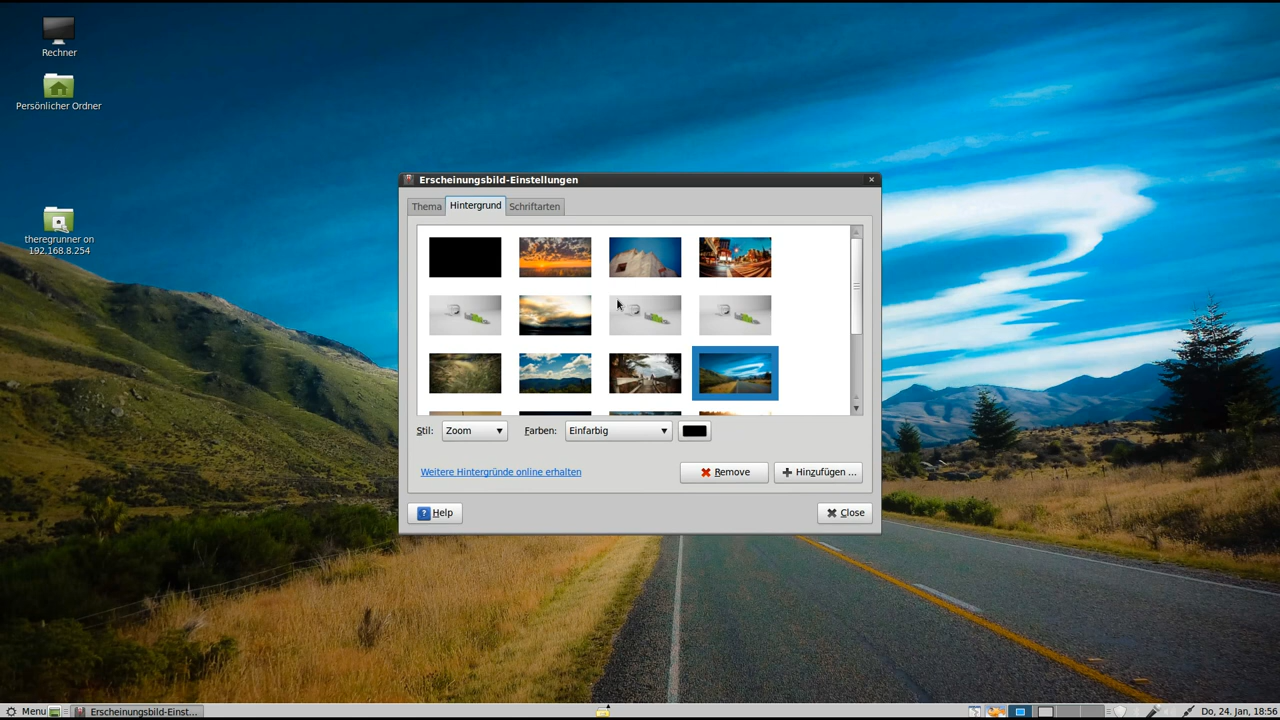 Rechner
Persönlicher Ordner
theregrunner on
192.168.8.254
Erscheinungsbild-Einstellungen
Thema
Hintergrund
Schriftarten
Stil:
Zoom
Farben:
Einfarbig
Weitere Hintergründe online erhalten
Remove
Hinzufügen ...
Help
Close
Menu
Erscheinungsbild-Einst...
Do, 24. Jan, 18:56